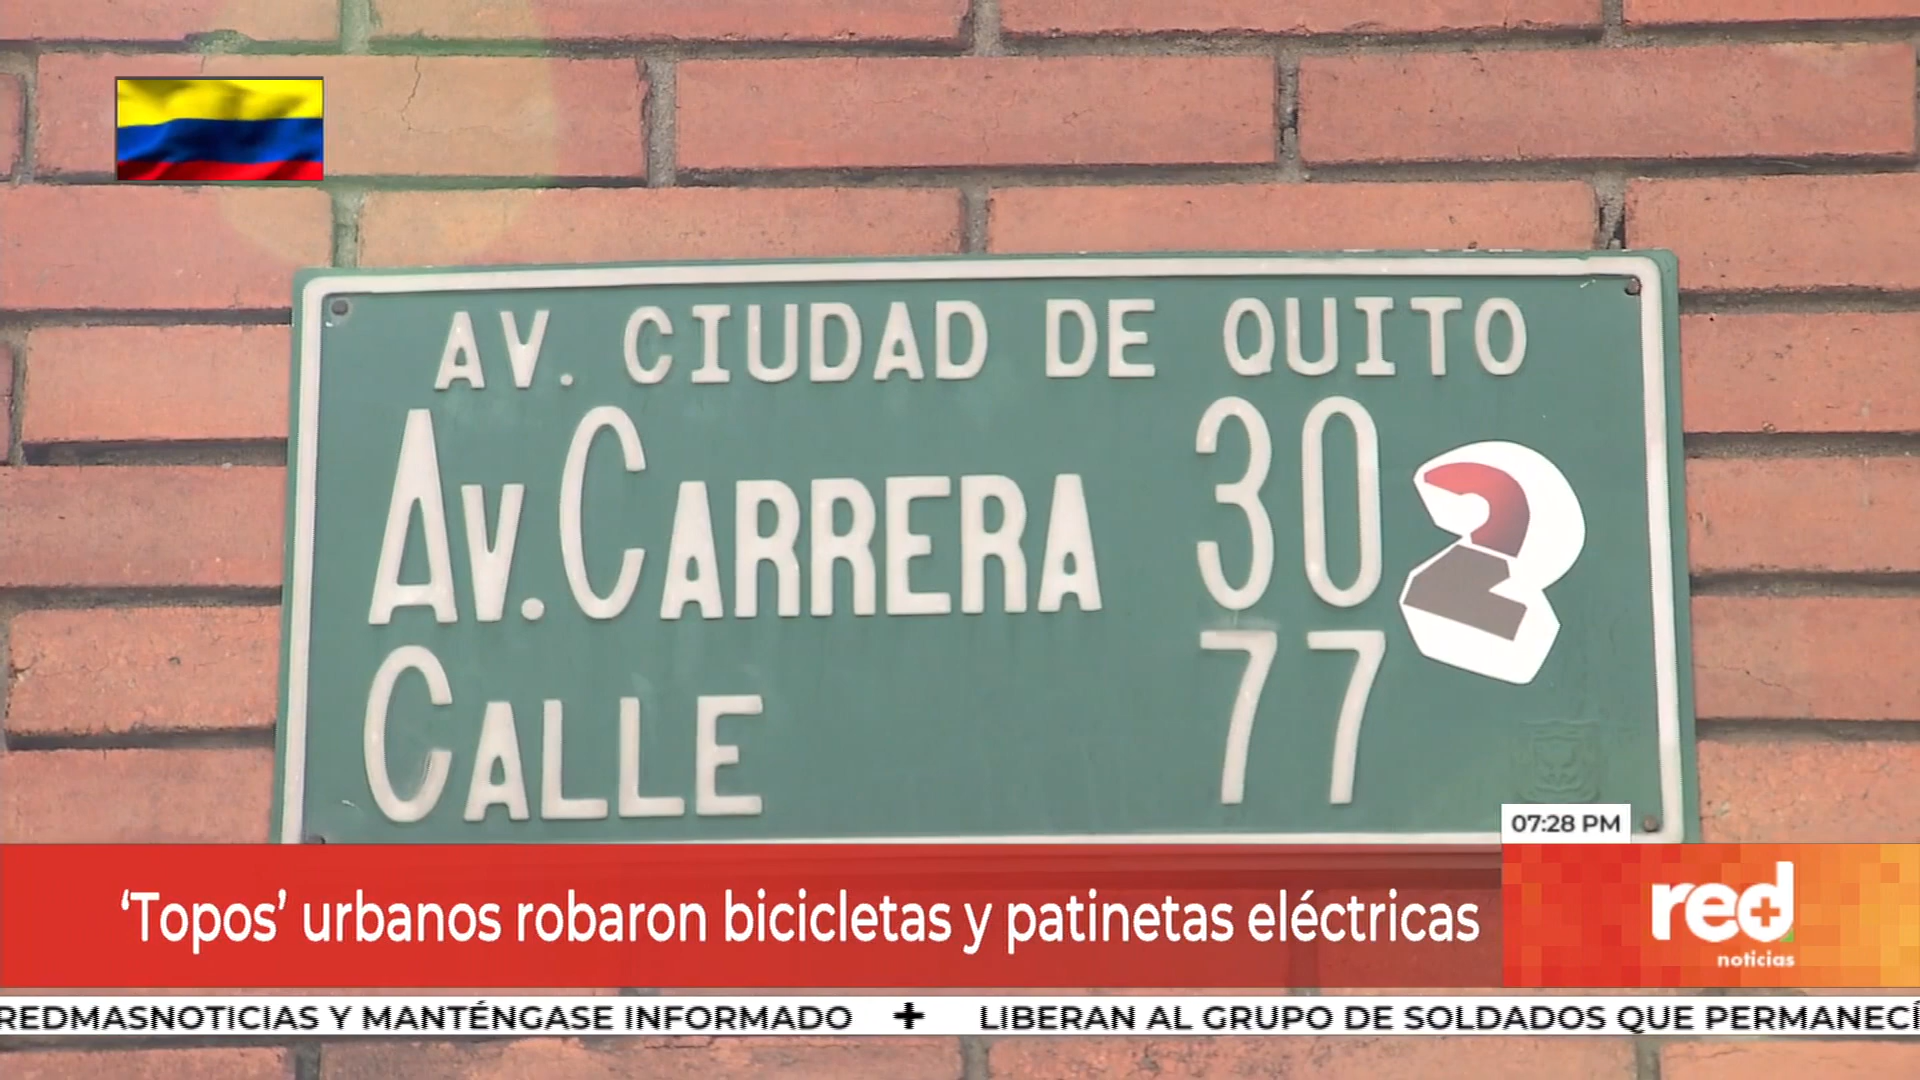 AV. CIUDAD DE QUITO
AV. CARRERA 30
CALLE 77
2
07:28 PM
‘Topos’ urbanos robaron bicicletas y patinetas eléctricas
red+
noticias
REDMASNOTICIAS Y MANTÉNGASE INFORMADO + LIBERAN AL GRUPO DE SOLDADOS QUE PERMANECÍ